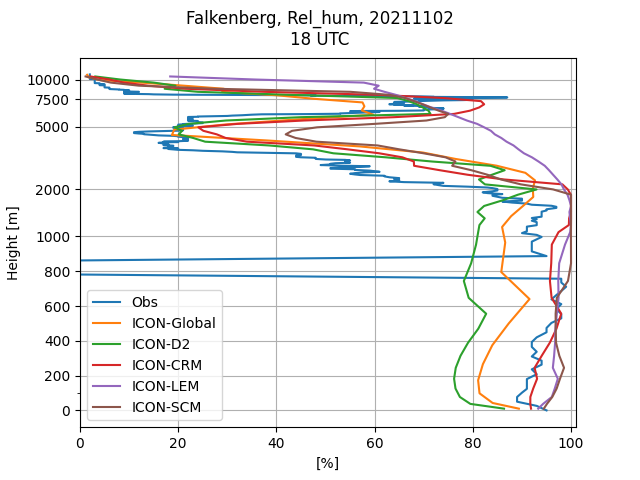 Falkenberg, Rel_hum, 20211102
18 UTC
Height [m]
10000
7500
5000
2000
1000
800
600
400
200
0
Obs
ICON-Global
ICON-D2
ICON-CRM
ICON-LEM
ICON-SCM
0
20
40
60
80
100
[%]